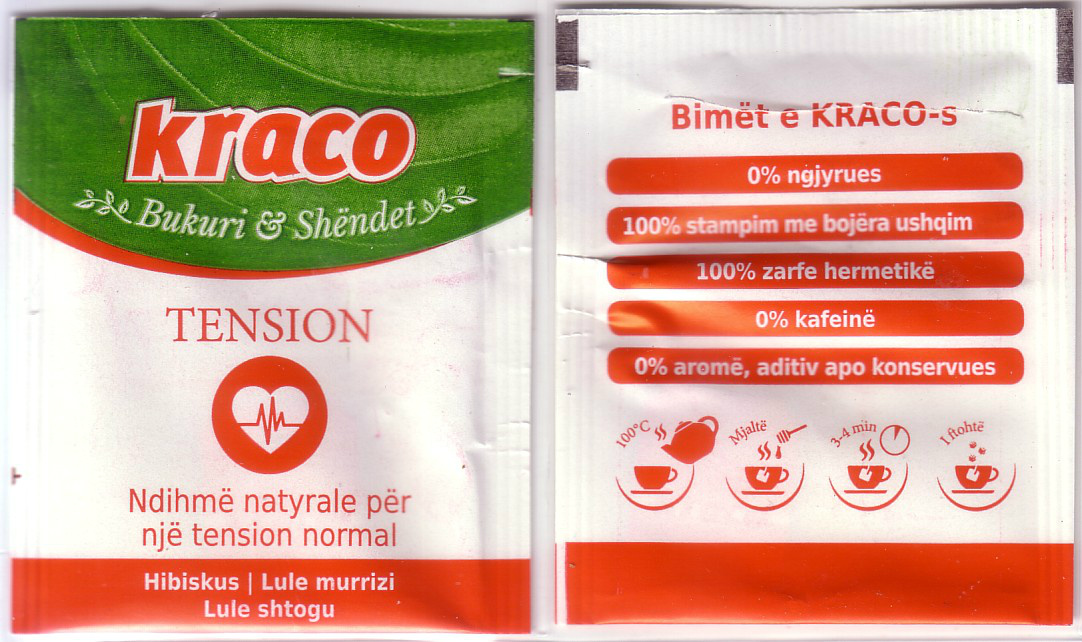 kraco
Bukuri & Shëndet
TENSION
Ndihmë natyrale për
një tension normal
Hibiskus | Lule murrizi
Lule shtogu
Bimët e KRACO-s
0% ngjyrues
100% stampim me bojëra ushqim
100% zarfe hermetikë
0% kafeinë
0% aromë, aditiv apo konservues
100°C
Mjaltë
3-4 min
I ftohtë